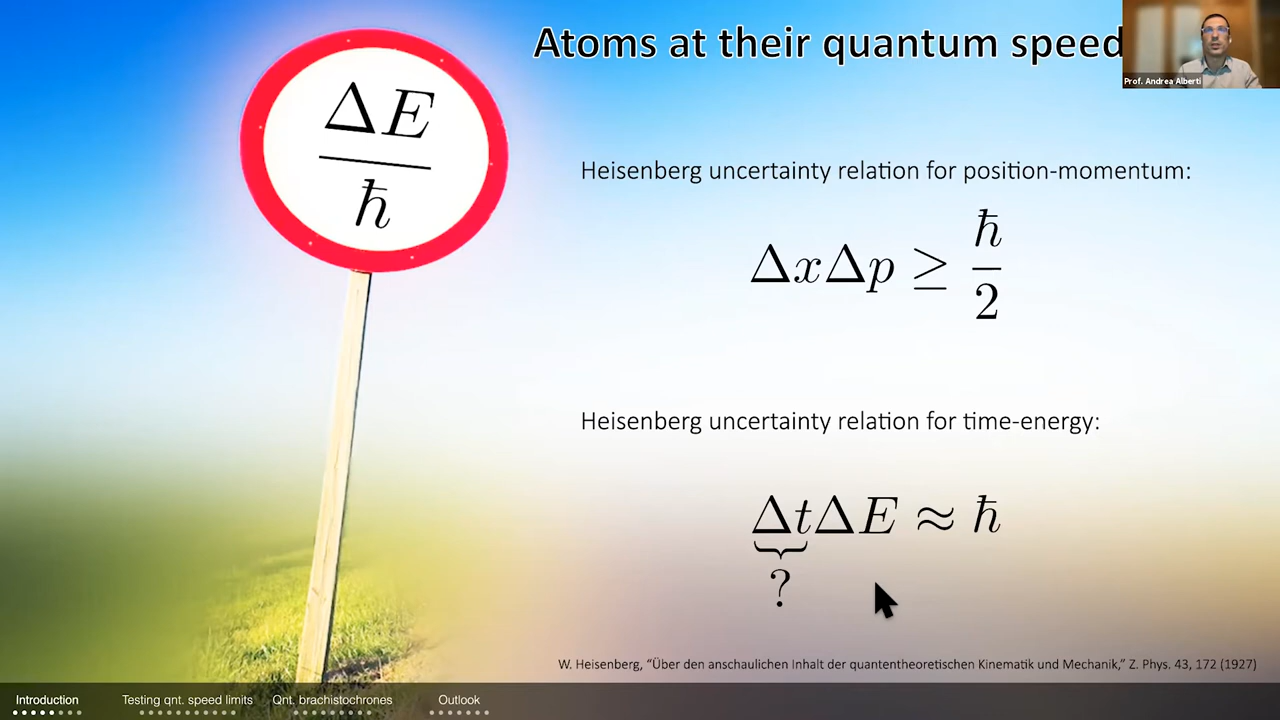 Atoms at their quantum speed
Prof. Andrea Alberti
ΔE
ħ
Heisenberg uncertainty relation for position-momentum:
ΔxΔp ≥ ħ/2
Heisenberg uncertainty relation for time-energy:
ΔtΔE ≈ ħ
?
W. Heisenberg, “Über den anschaulichen Inhalt der quantentheoretischen Kinematik und Mechanik,” Z. Phys. 43, 172 (1927)
Introduction Testing qnt. speed limits Qnt. brachistochrones Outlook